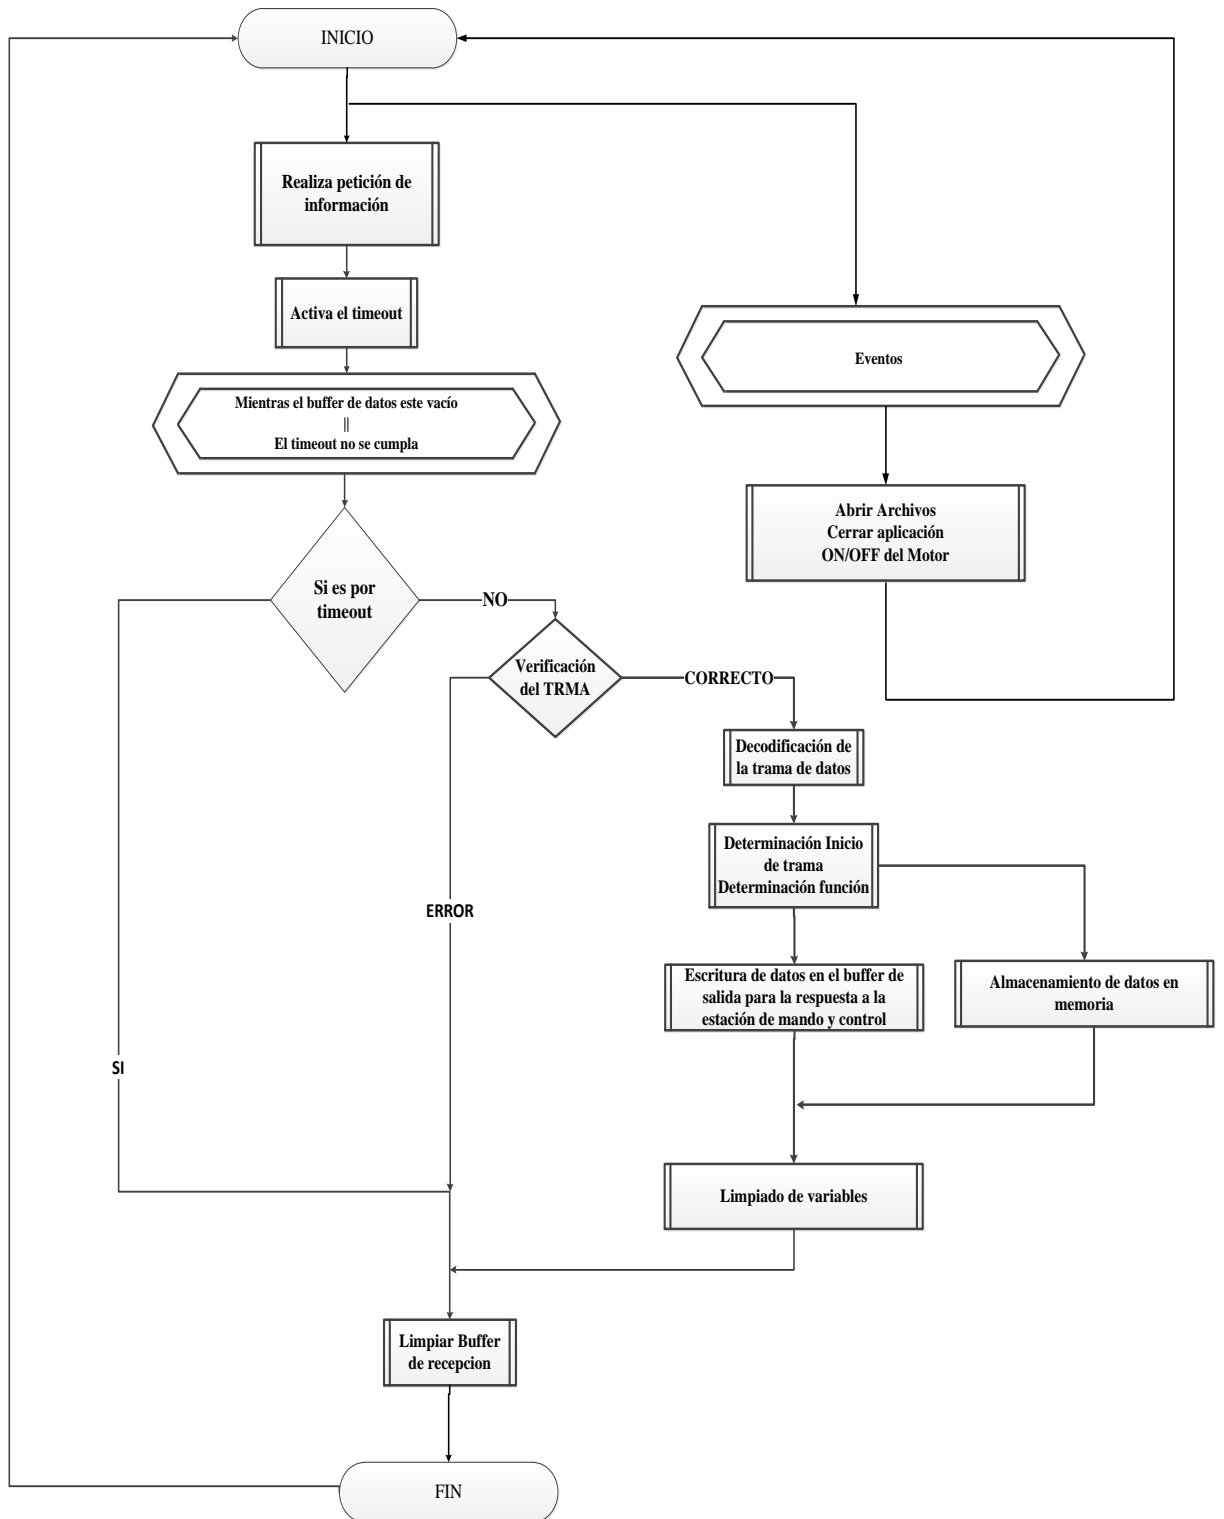 INICIO
Realiza petición de
información
Activa el timeout
Mientras el buffer de datos este vacío
||
El timeout no se cumpla
Eventos
Abrir Archivos
Cerrar aplicación
ON/OFF del Motor
Si es por
timeout
NO
Verificación
del TRMA
CORRECTO
Decodificación de
la trama de datos
Determinación Inicio
de trama
Determinación función
ERROR
Escritura de datos en el buffer de
salida para la respuesta a la
estación de mando y control
Almacenamiento de datos en
memoria
SI
Limpiado de variables
Limpiar Buffer
de recepcion
FIN